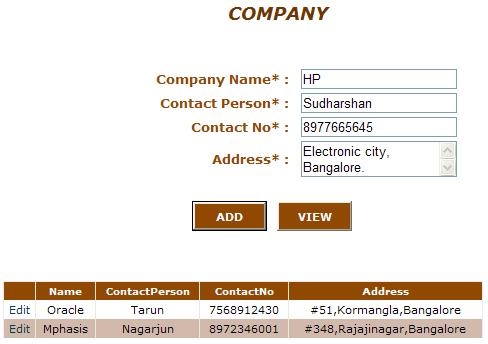 COMPANY
Company Name* : HP
Contact Person* : Sudharshan
Contact No* : 8977665645
Address* : Electronic city,
Bangalore.
ADD VIEW
Name ContactPerson ContactNo Address
Edit Oracle Tarun 7568912430 #51,Kormangla,Bangalore
Edit Mphasis Nagarjun 8972346001 #348,Rajajinagar,Bangalore